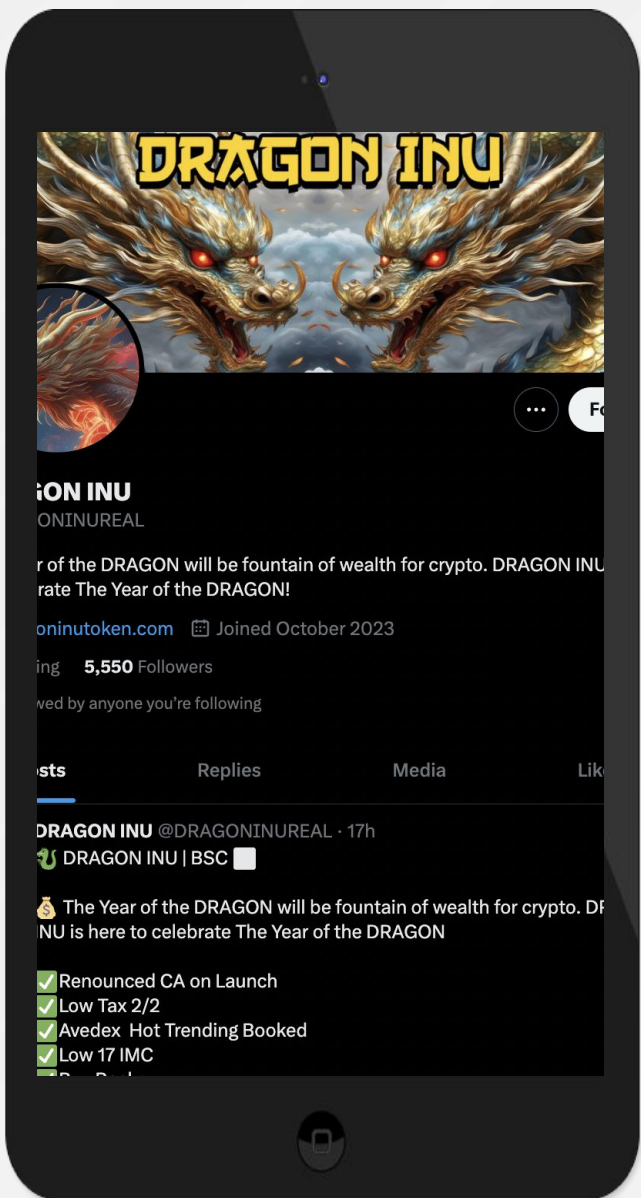 DRAGON INU
Fo
GON INU
ONINUREAL
r of the DRAGON will be fountain of wealth for crypto. DRAGON INU
rate The Year of the DRAGON!
oninutoken.com Joined October 2023
ing 5,550 Followers
wed by anyone you're following
osts Replies Media Lik
DRAGON INU @DRAGONINUREAL · 17h
🐉 DRAGON INU | BSC ⬜
💰 The Year of the DRAGON will be fountain of wealth for crypto. DR
INU is here to celebrate The Year of the DRAGON
✅Renounced CA on Launch
✅Low Tax 2/2
✅Avedex Hot Trending Booked
✅Low 17 IMC